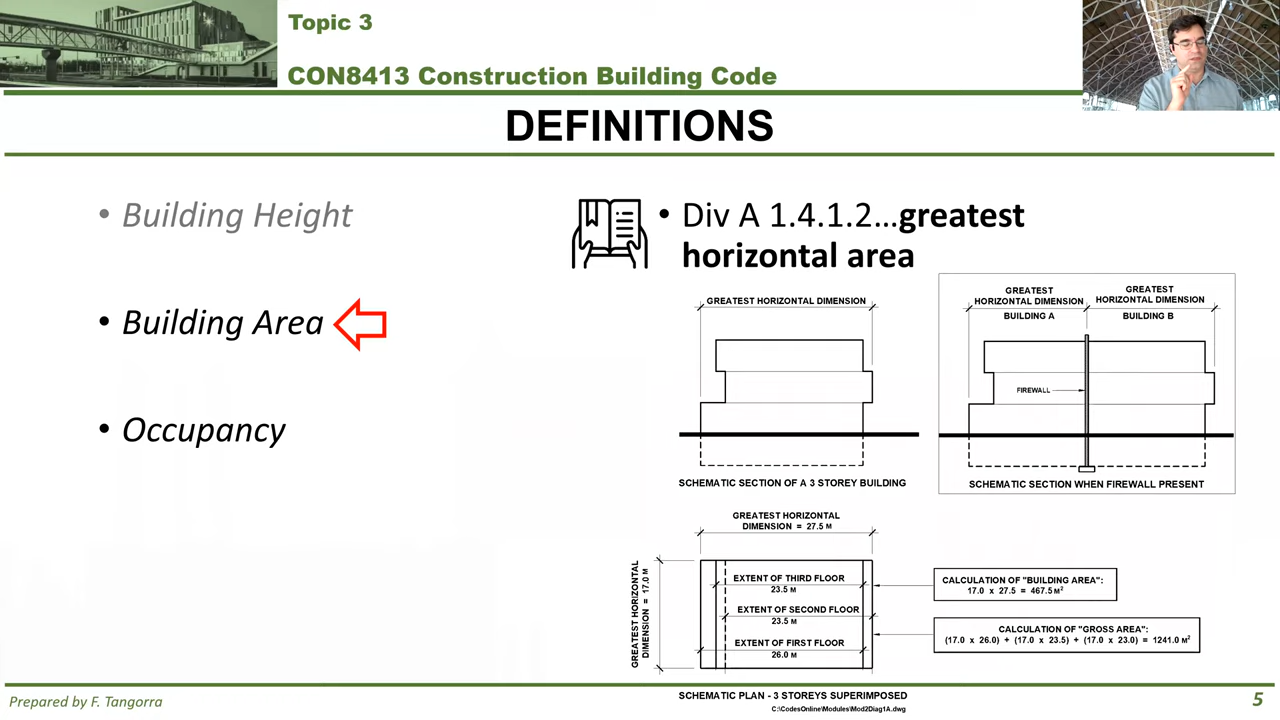 Topic 3
CON8413 Construction Building Code
DEFINITIONS
• Building Height
• Building Area
• Occupancy
• Div A 1.4.1.2...greatest
horizontal area
GREATEST HORIZONTAL DIMENSION
SCHEMATIC SECTION OF A 3 STOREY BUILDING
GREATEST
HORIZONTAL DIMENSION
BUILDING A
GREATEST
HORIZONTAL DIMENSION
BUILDING B
FIREWALL
SCHEMATIC SECTION WHEN FIREWALL PRESENT
GREATEST HORIZONTAL
DIMENSION = 27.5 M
GREATEST HORIZONTAL
DIMENSION = 17.0 M
EXTENT OF THIRD FLOOR
23.5 M
EXTENT OF SECOND FLOOR
23.5 M
EXTENT OF FIRST FLOOR
26.0 M
CALCULATION OF "BUILDING AREA":
17.0 x 27.5 = 467.5 M²
CALCULATION OF "GROSS AREA":
(17.0 x 26.0) + (17.0 x 23.5) + (17.0 x 23.0) = 1241.0 M²
SCHEMATIC PLAN - 3 STOREYS SUPERIMPOSED
C:\CodesOnline\Modules\Mod2Diag1A.dwg
Prepared by F. Tangorra
5